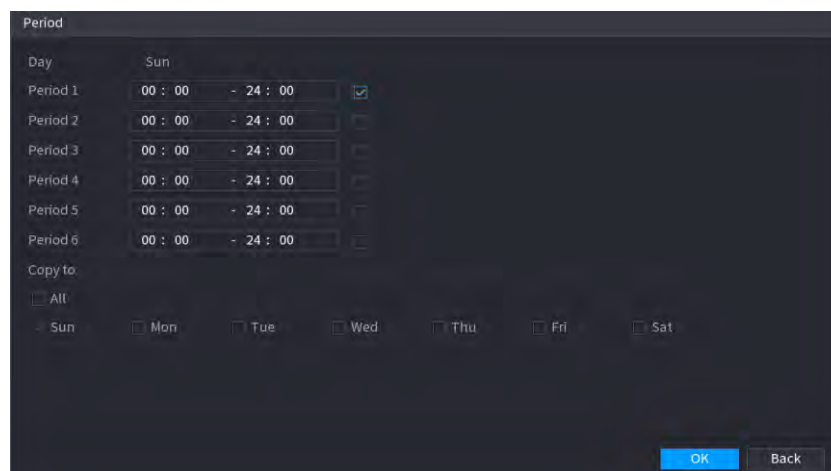 Period
Day Sun
Period 1 00 : 00 - 24 : 00
Period 2 00 : 00 - 24 : 00
Period 3 00 : 00 - 24 : 00
Period 4 00 : 00 - 24 : 00
Period 5 00 : 00 - 24 : 00
Period 6 00 : 00 - 24 : 00
Copy to
All
Sun Mon Tue Wed Thu Fri Sat
OK Back